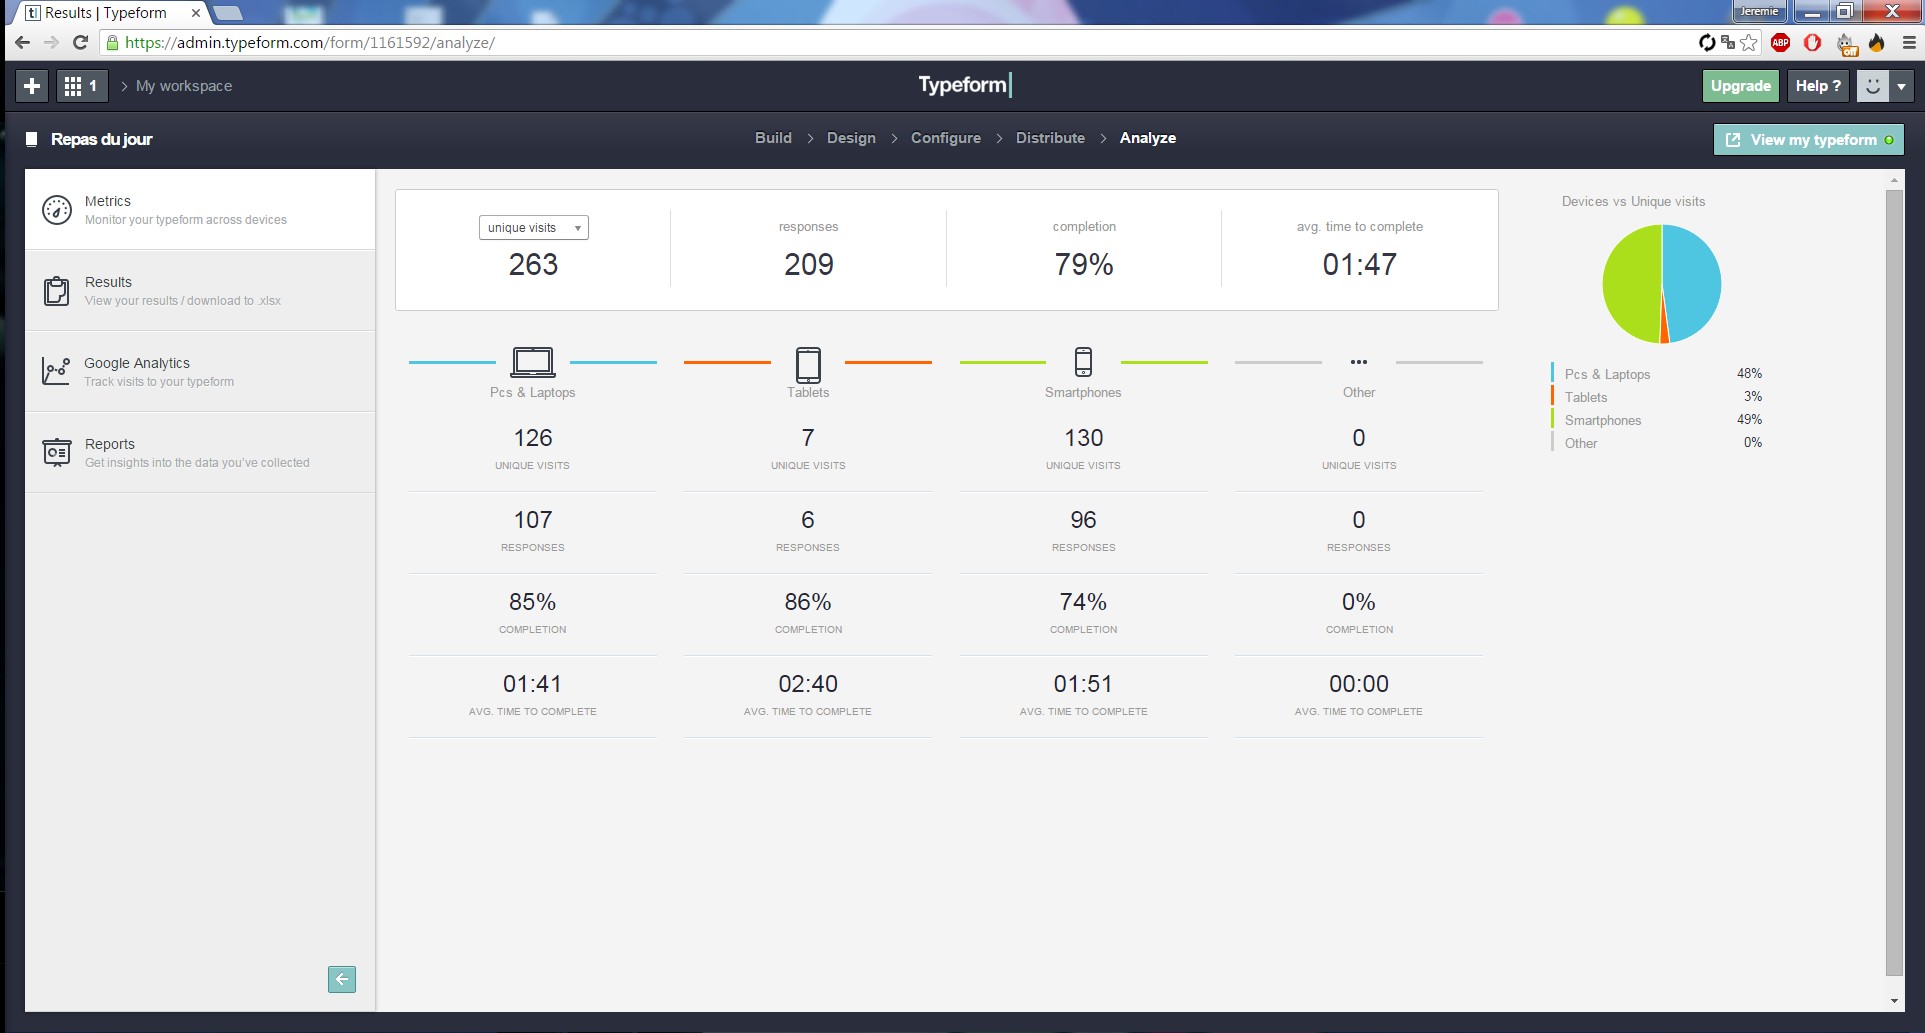 Results | Typeform
Jeremie
https://admin.typeform.com/form/1161592/analyze/
ABP
Off
1
My workspace
Typeform
Upgrade
Help ?
Repas du jour
Build > Design > Configure > Distribute > Analyze
View my typeform
Metrics
Monitor your typeform across devices
Results
View your results / download to .xlsx
Google Analytics
Track visits to your typeform
Reports
Get insights into the data you've collected
unique visits
263
responses
209
completion
79%
avg. time to complete
01:47
Pcs & Laptops
126
UNIQUE VISITS
107
RESPONSES
85%
COMPLETION
01:41
AVG. TIME TO COMPLETE
Tablets
7
UNIQUE VISITS
6
RESPONSES
86%
COMPLETION
02:40
AVG. TIME TO COMPLETE
Smartphones
130
UNIQUE VISITS
96
RESPONSES
74%
COMPLETION
01:51
AVG. TIME TO COMPLETE
Other
0
UNIQUE VISITS
0
RESPONSES
0%
COMPLETION
00:00
AVG. TIME TO COMPLETE
Devices vs Unique visits
Pcs & Laptops 48%
Tablets 3%
Smartphones 49%
Other 0%